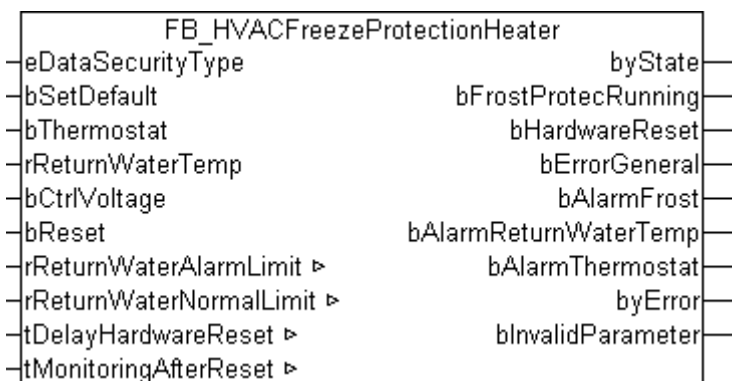 FB_HVACFreezeProtectionHeater
eDataSecurityType byState
bSetDefault bFrostProtecRunning
bThermostat bHardwareReset
rReturnWaterTemp bErrorGeneral
bCtrlVoltage bAlarmFrost
bReset bAlarmReturnWaterTemp
rReturnWaterAlarmLimit ▹ bAlarmThermostat
rReturnWaterNormalLimit ▹ byError
tDelayHardwareReset ▹ bInvalidParameter
tMonitoringAfterReset ▹